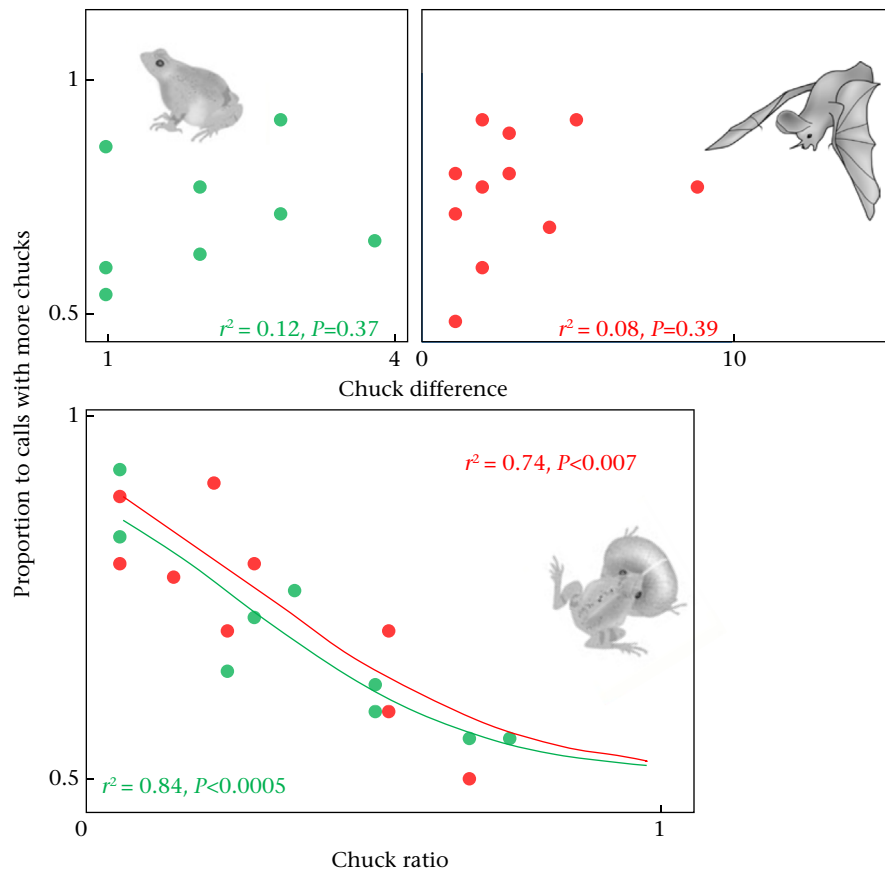 Proportion to calls with more chucks
1
0.5
r² = 0.12, P=0.37
r² = 0.08, P=0.39
1
4
0
10
Chuck difference
1
r² = 0.74, P<0.007
0.5
r² = 0.84, P<0.0005
0
1
Chuck ratio